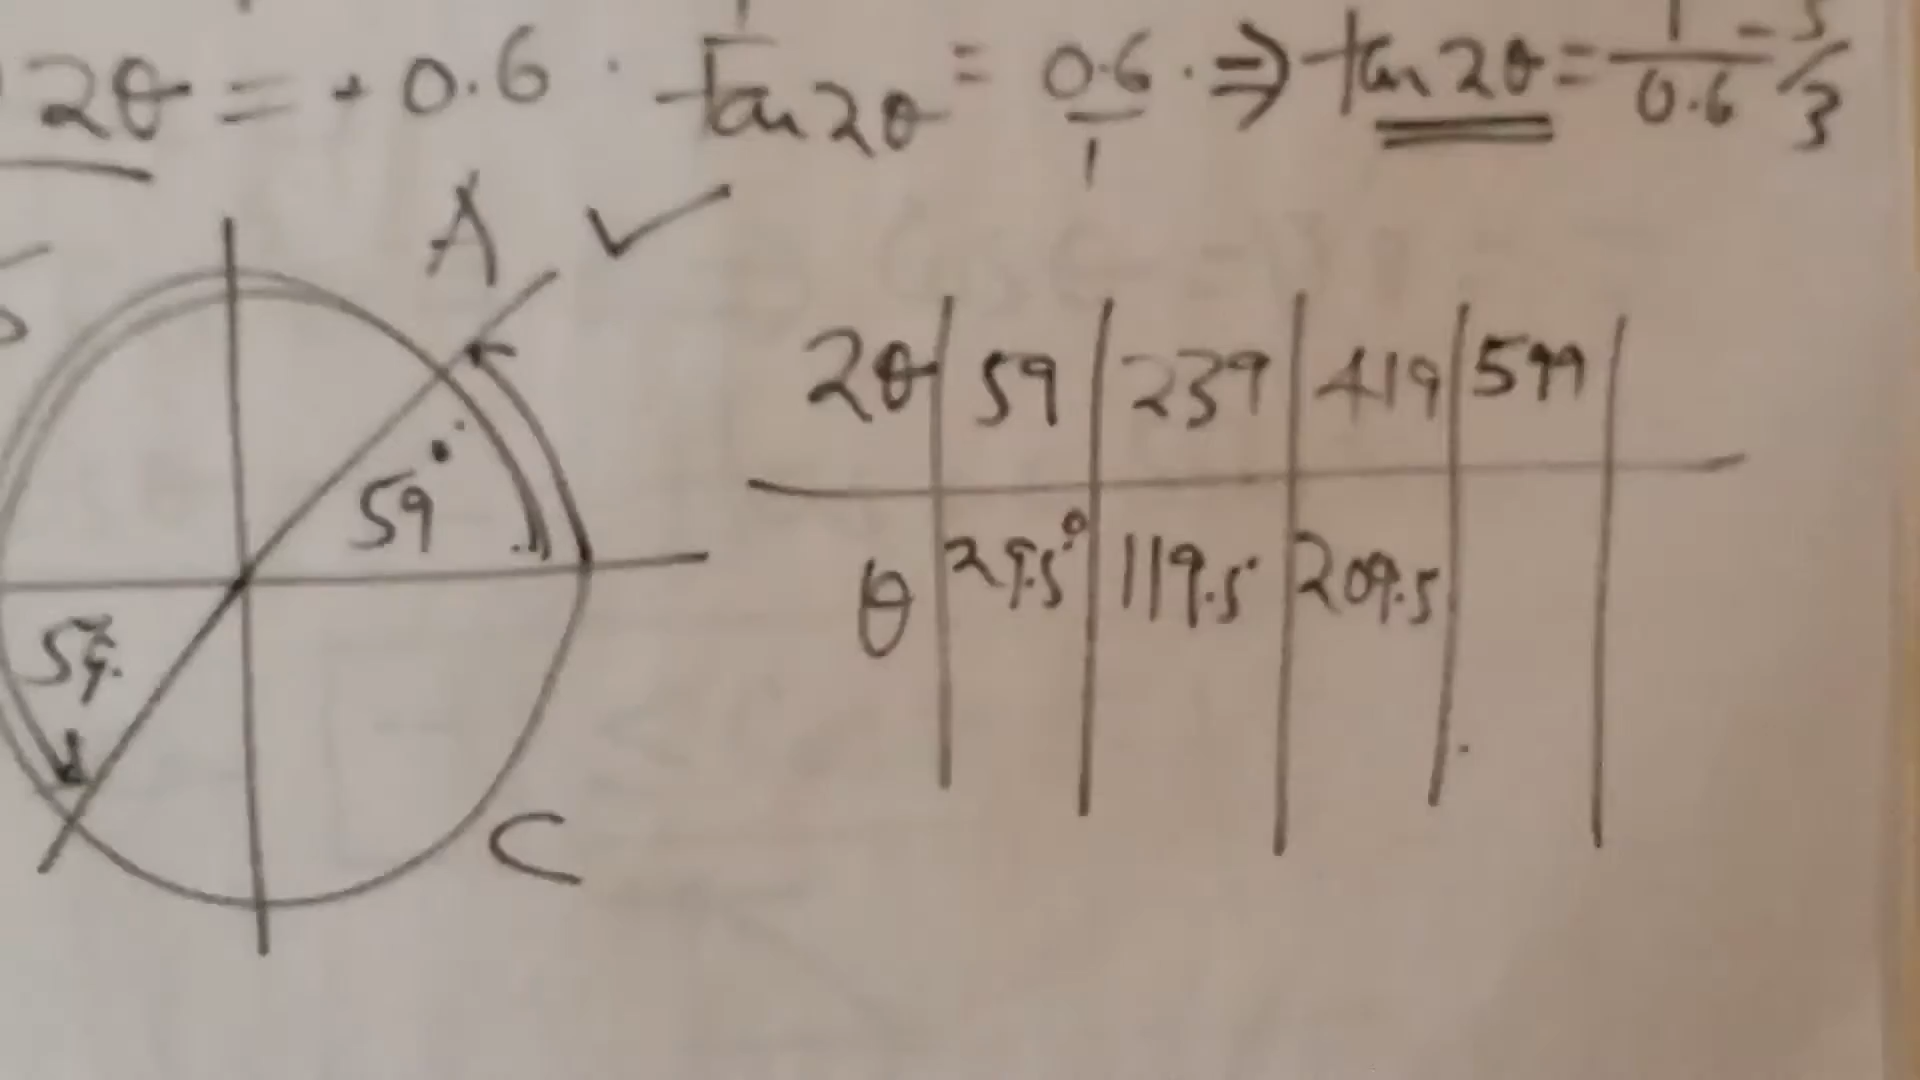 2θ = + 0.6 . 1/tan 2θ = 0.6/1 . ⇒ tan 2θ = 1/0.6 = 5/3
A ✓
2θ 59 239 419 599
59°
θ 29.5° 119.5 209.5
59
C